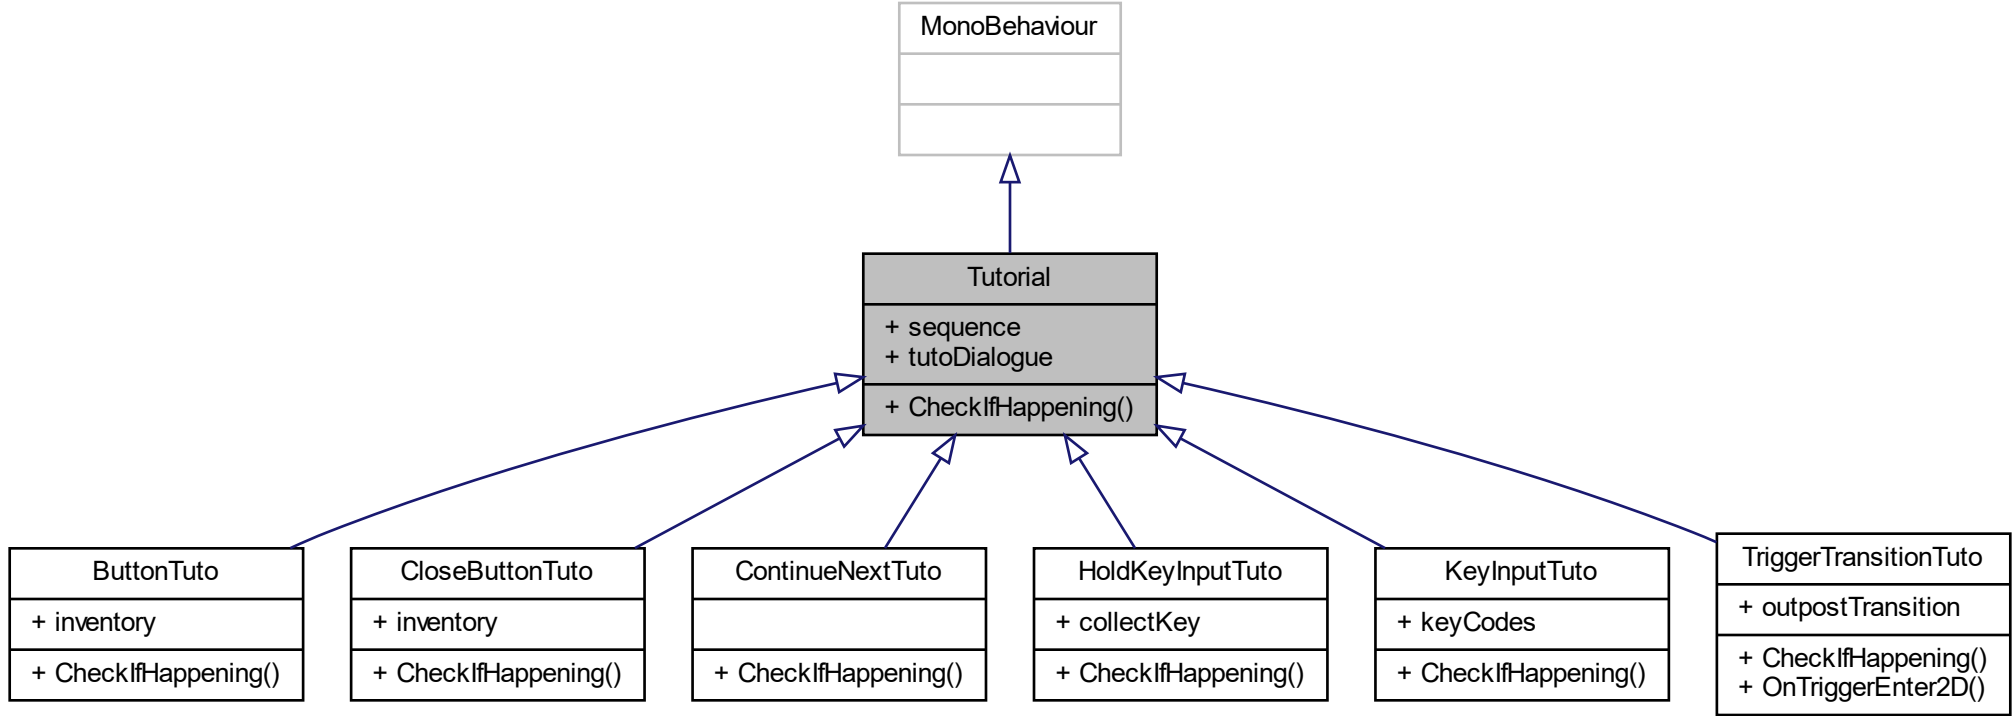 MonoBehaviour
Tutorial
+ sequence
+ tutoDialogue
+ CheckIfHappening()
ButtonTuto
+ inventory
+ CheckIfHappening()
CloseButtonTuto
+ inventory
+ CheckIfHappening()
ContinueNextTuto
+ CheckIfHappening()
HoldKeyInputTuto
+ collectKey
+ CheckIfHappening()
KeyInputTuto
+ keyCodes
+ CheckIfHappening()
TriggerTransitionTuto
+ outpostTransition
+ CheckIfHappening()
+ OnTriggerEnter2D()